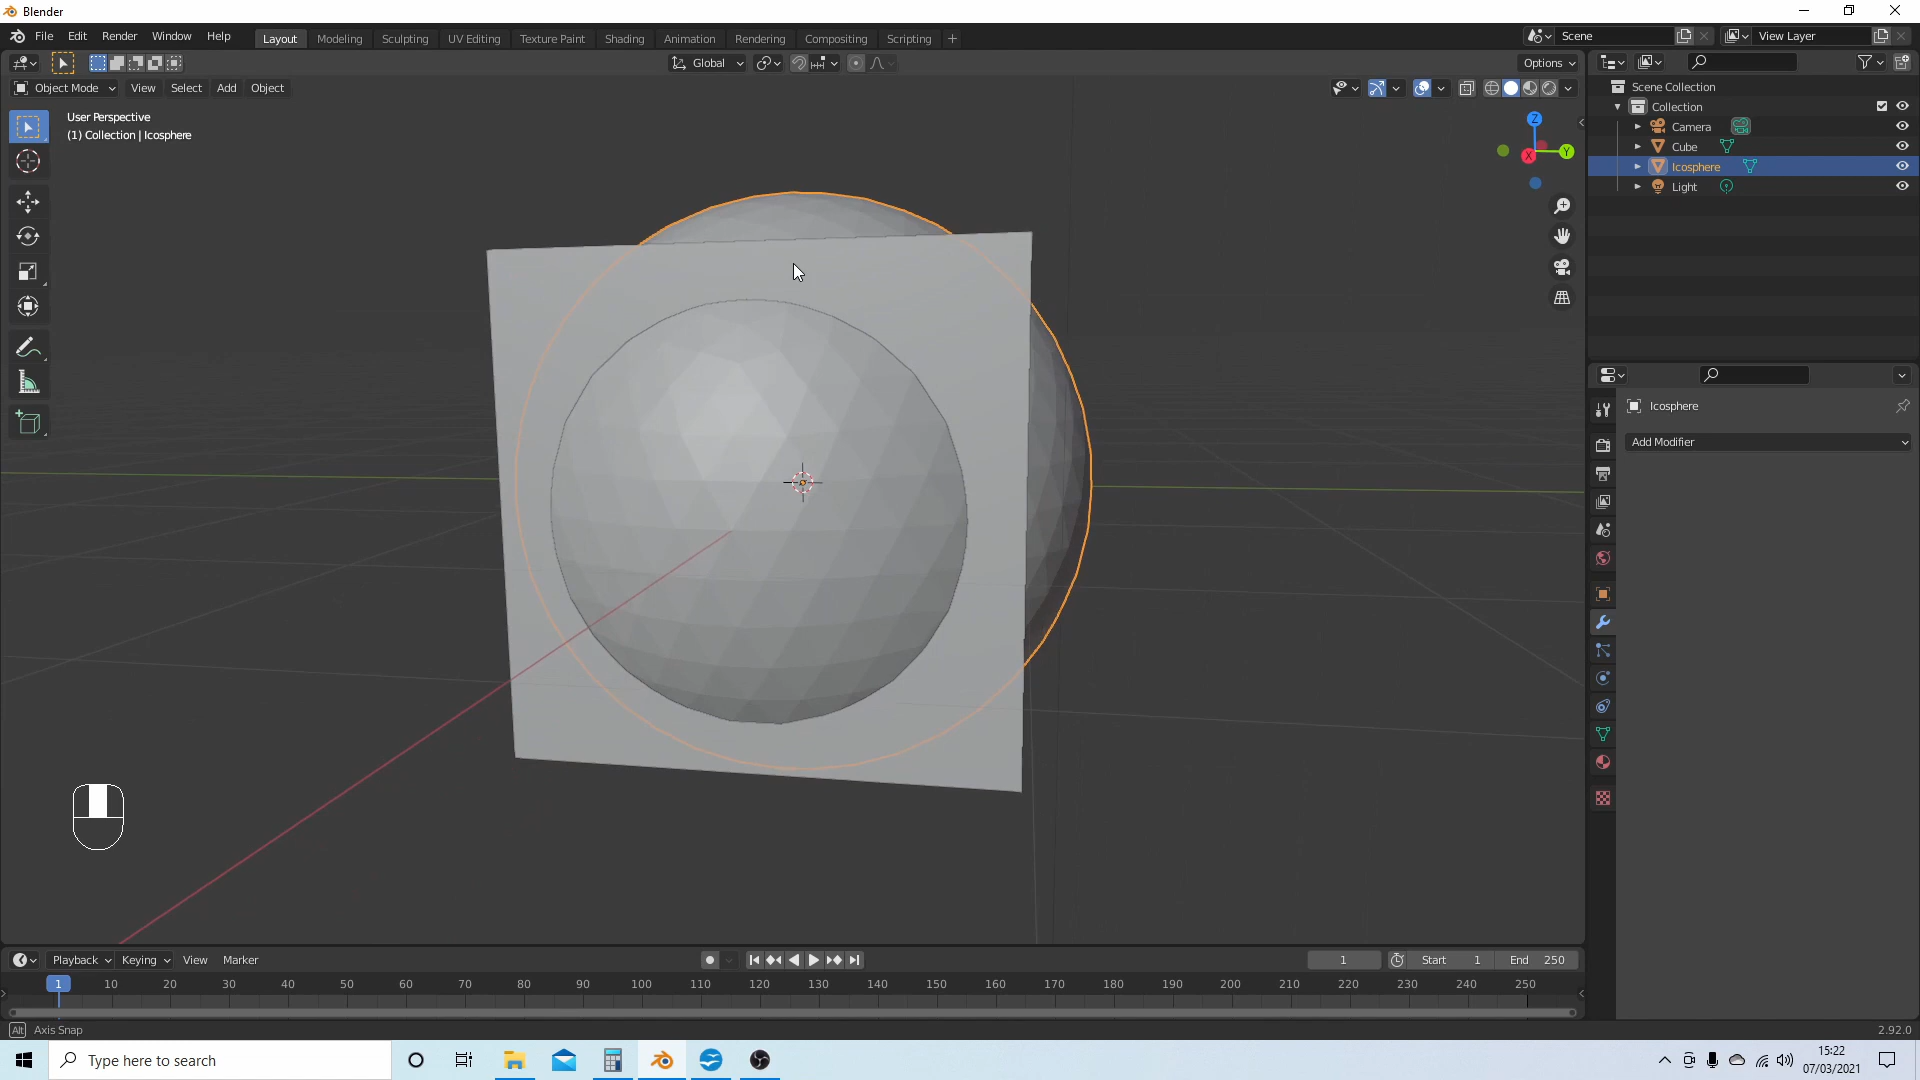 Blender
File Edit Render Window Help
Layout Modeling Sculpting UV Editing Texture Paint Shading Animation Rendering Compositing Scripting +
Scene
View Layer
Global
Options
Object Mode View Select Add Object
User Perspective
(1) Collection | Icosphere
Z
Y
X
Scene Collection
Collection
Camera
Cube
Icosphere
Light
Icosphere
Add Modifier
Playback Keying View Marker
1
Start 1
End 250
1 10 20 30 40 50 60 70 80 90 100 110 120 130 140 150 160 170 180 190 200 210 220 230 240 250
Alt Axis Snap
2.92.0
Type here to search
15:22
07/03/2021